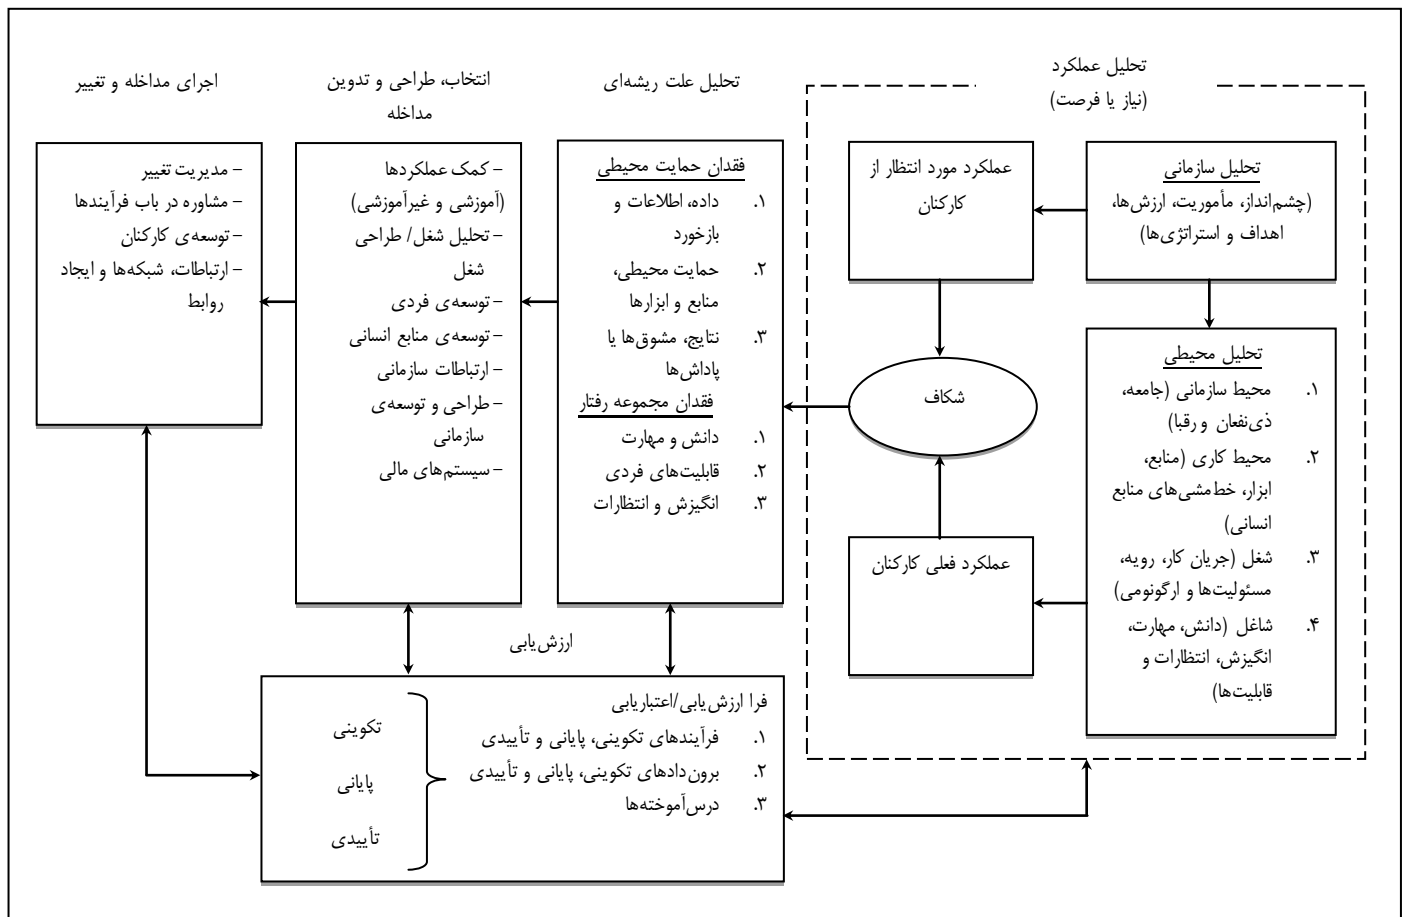 تحلیل عملکرد
(نیاز یا فرصت)
تحلیل سازمانی
(چشم‌انداز، مأموریت، ارزش‌ها،
اهداف و استراتژی‌ها)
عملکرد مورد انتظار از
کارکنان
تحلیل محیطی
۱. محیط سازمانی (جامعه،
ذی‌نفعان و رقبا)
۲. محیط کاری (منابع،
ابزار، خط‌مشی‌های منابع
انسانی)
۳. شغل (جریان کار، رویه،
مسئولیت‌ها و ارگونومی)
۴. شاغل (دانش، مهارت،
انگیزش، انتظارات و
قابلیت‌ها)
شکاف
عملکرد فعلی کارکنان
تحلیل علت ریشه‌ای
فقدان حمایت محیطی
۱. داده، اطلاعات و
بازخورد
۲. حمایت محیطی،
منابع و ابزارها
۳. نتایج، مشوق‌ها یا
پاداش‌ها
فقدان مجموعه رفتار
۱. دانش و مهارت
۲. قابلیت‌های فردی
۳. انگیزش و انتظارات
انتخاب، طراحی و تدوین
مداخله
– کمک عملکردها
(آموزشی و غیرآموزشی)
– تحلیل شغل/ طراحی
شغل
– توسعه‌ی فردی
– توسعه‌ی منابع انسانی
– ارتباطات سازمانی
– طراحی و توسعه‌ی
سازمانی
– سیستم‌های مالی
اجرای مداخله و تغییر
– مدیریت تغییر
– مشاوره در باب فرآیندها
– توسعه‌ی کارکنان
– ارتباطات، شبکه‌ها و ایجاد
روابط
ارزش‌یابی
فرا ارزش‌یابی/اعتباریابی
۱. فرآیندهای تکوینی، پایانی و تأییدی
۲. برون‌دادهای تکوینی، پایانی و تأییدی
۳. درس‌آموخته‌ها
تکوینی
پایانی
تأییدی